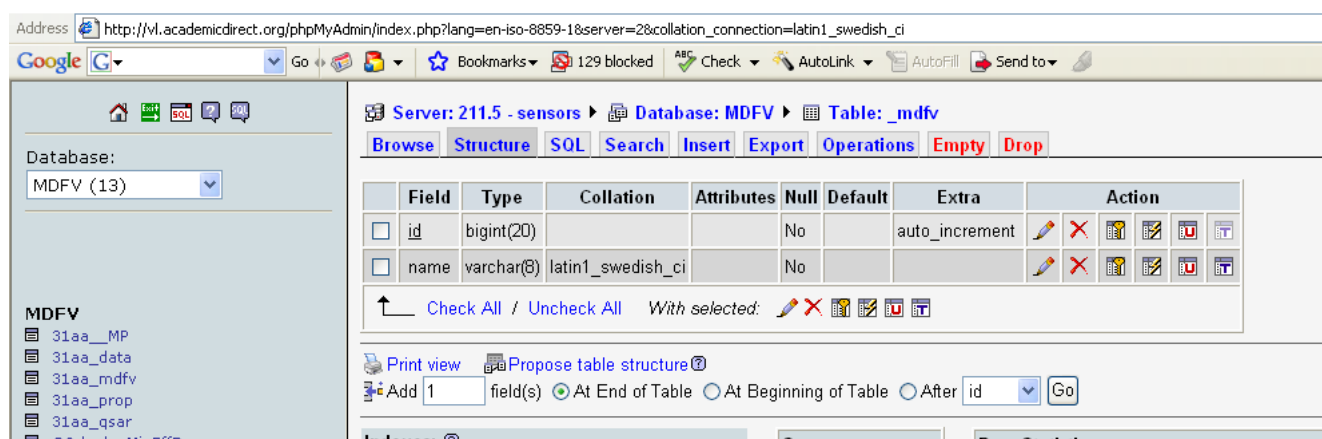 Address http://vl.academicdirect.org/phpMyAdmin/index.php?lang=en-iso-8859-1&server=2&collation_connection=latin1_swedish_ci
Google G Go Bookmarks 129 blocked ABC Check AutoLink AutoFill Send to
Exit SQL SQL
Database:
MDFV (13)
MDFV
31aa__MP
31aa_data
31aa_mdfv
31aa_prop
31aa_qsar
Server: 211.5 - sensors Database: MDFV Table: _mdfv
Browse Structure SQL Search Insert Export Operations Empty Drop
Field Type Collation Attributes Null Default Extra Action
id bigint(20) No auto_increment
name varchar(8) latin1_swedish_ci No
Check All / Uncheck All With selected:
Print view Propose table structure
Add 1 field(s) At End of Table At Beginning of Table After id Go